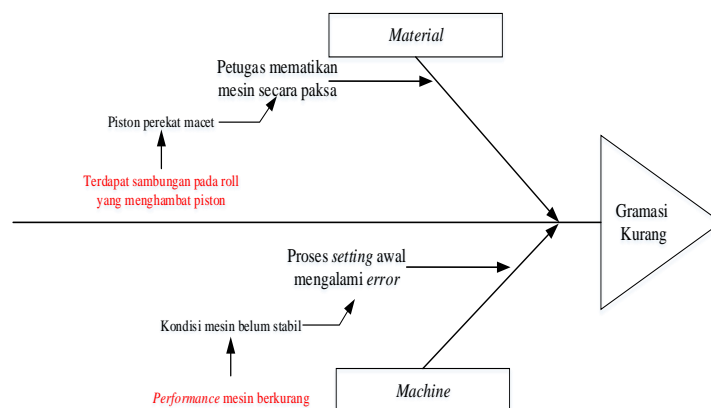 Material
Petugas mematikan
mesin secara paksa
Piston perekat macet
Terdapat sambungan pada roll
yang menghambat piston
Gramasi
Kurang
Proses setting awal
mengalami error
Kondisi mesin belum stabil
Performance mesin berkurang
Machine